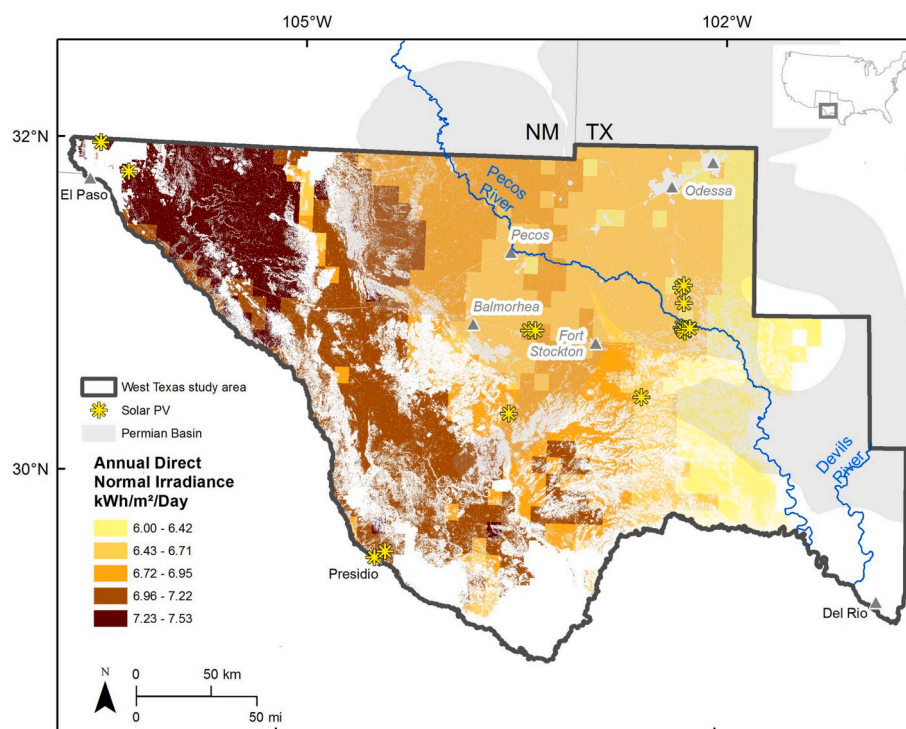 105°W
102°W
32°N
NM
TX
El Paso
Pecos
River
Odessa
Pecos
Balmorhea
Fort
Stockton
West Texas study area
Solar PV
Permian Basin
Annual Direct
Normal Irradiance
kWh/m²/Day
6.00 - 6.42
6.43 - 6.71
6.72 - 6.95
6.96 - 7.22
7.23 - 7.53
30°N
Devils
River
Presidio
Del Rio
N
0 50 km
0 50 mi